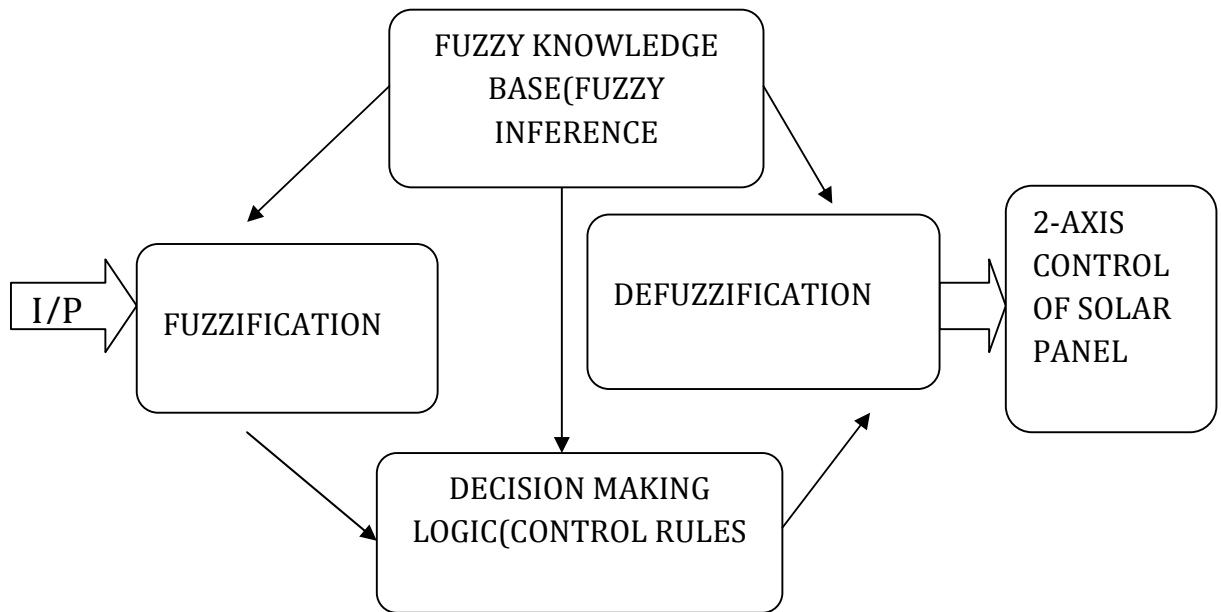 FUZZY KNOWLEDGE
BASE(FUZZY
INFERENCE
I/P
FUZZIFICATION
DEFUZZIFICATION
2-AXIS
CONTROL
OF SOLAR
PANEL
DECISION MAKING
LOGIC(CONTROL RULES